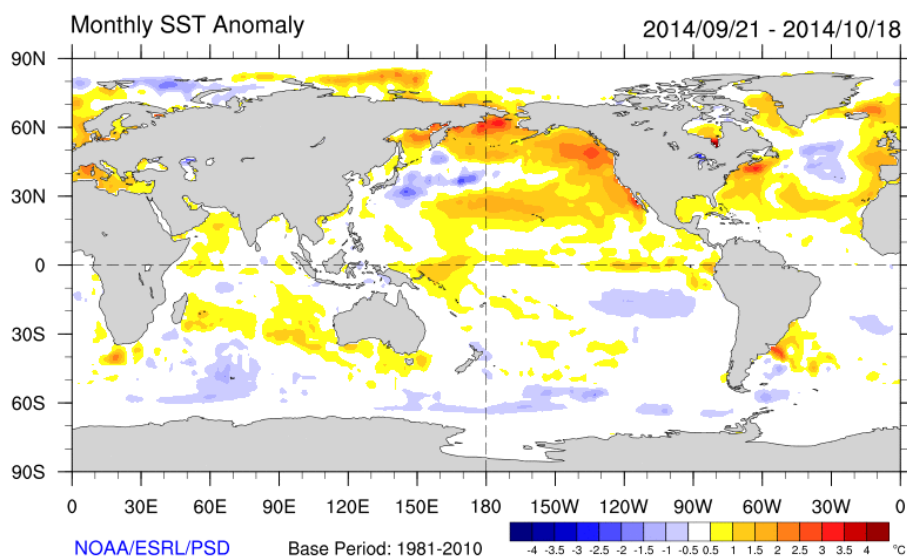 Monthly SST Anomaly 2014/09/21 - 2014/10/18
90N
60N
30N
0
30S
60S
90S
0 30E 60E 90E 120E 150E 180 150W 120W 90W 60W 30W 0
NOAA/ESRL/PSD Base Period: 1981-2010
-4 -3 -2.5 -2 -1.5 -1 -0.5 0.5 1 1.5 2 2.5 3 3.5 4 °C